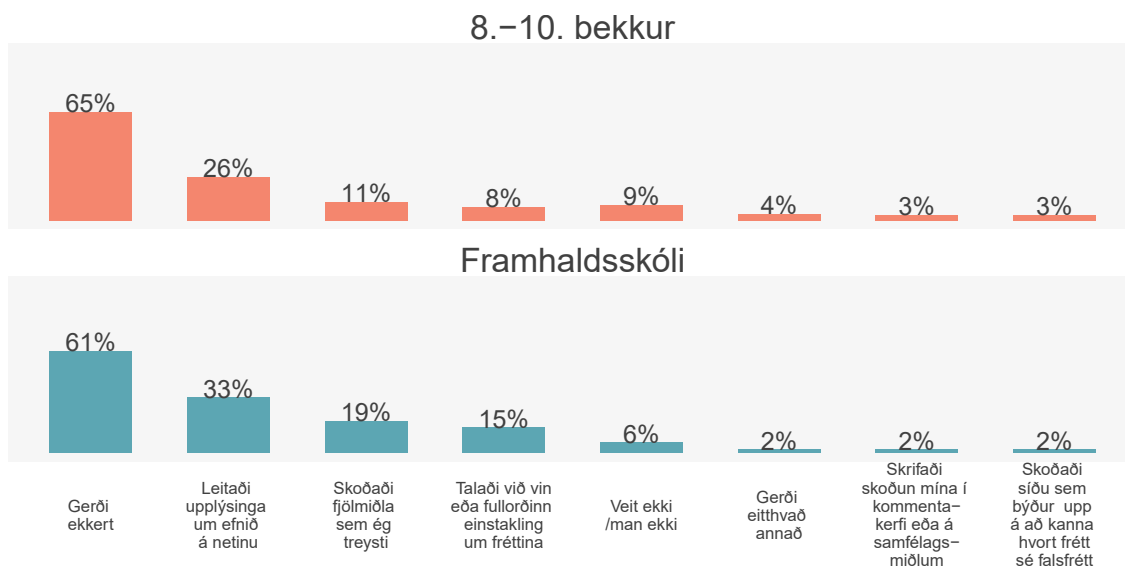 8.−10. bekkur
65%
26%
11%
8%
9%
4%
3%
3%
Framhaldsskóli
61%
33%
19%
15%
6%
2%
2%
2%
Gerði
ekkert
Leitaði
upplýsinga
um efnið
á netinu
Skoðaði
fjölmiðla
sem ég
treysti
Talaði við vin
eða fullorðinn
einstakling
um fréttina
Veit ekki
/man ekki
Gerði
eitthvað
annað
Skrifaði
skoðun mína í
kommenta−
kerfi eða á
samfélags−
miðlum
Skoðaði
síðu sem
býður upp
á að kanna
hvort frétt
sé falsfrétt